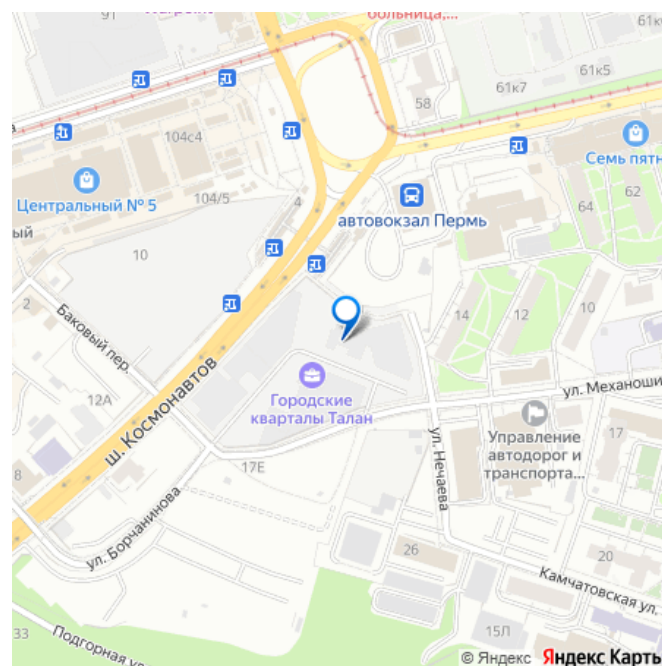 91
больница,...
61к5
61к7
58
104с4
Семь пятн
Центральный № 5
104/5
4
62
64
автовокзал Пермь
ный
10
2
Баковый пер.
14
12
10
ш. Космонавтов
Городские
кварталы Талан
12А
ул. Механоши
Управление
автодорог и
транспорта...
17
ул. Нечаева
17Е
8
ул. Борчанинова
26
20
Камчатовская ул.
15Л
33
Подгорная ул
© Яндекс Яндекс Карты